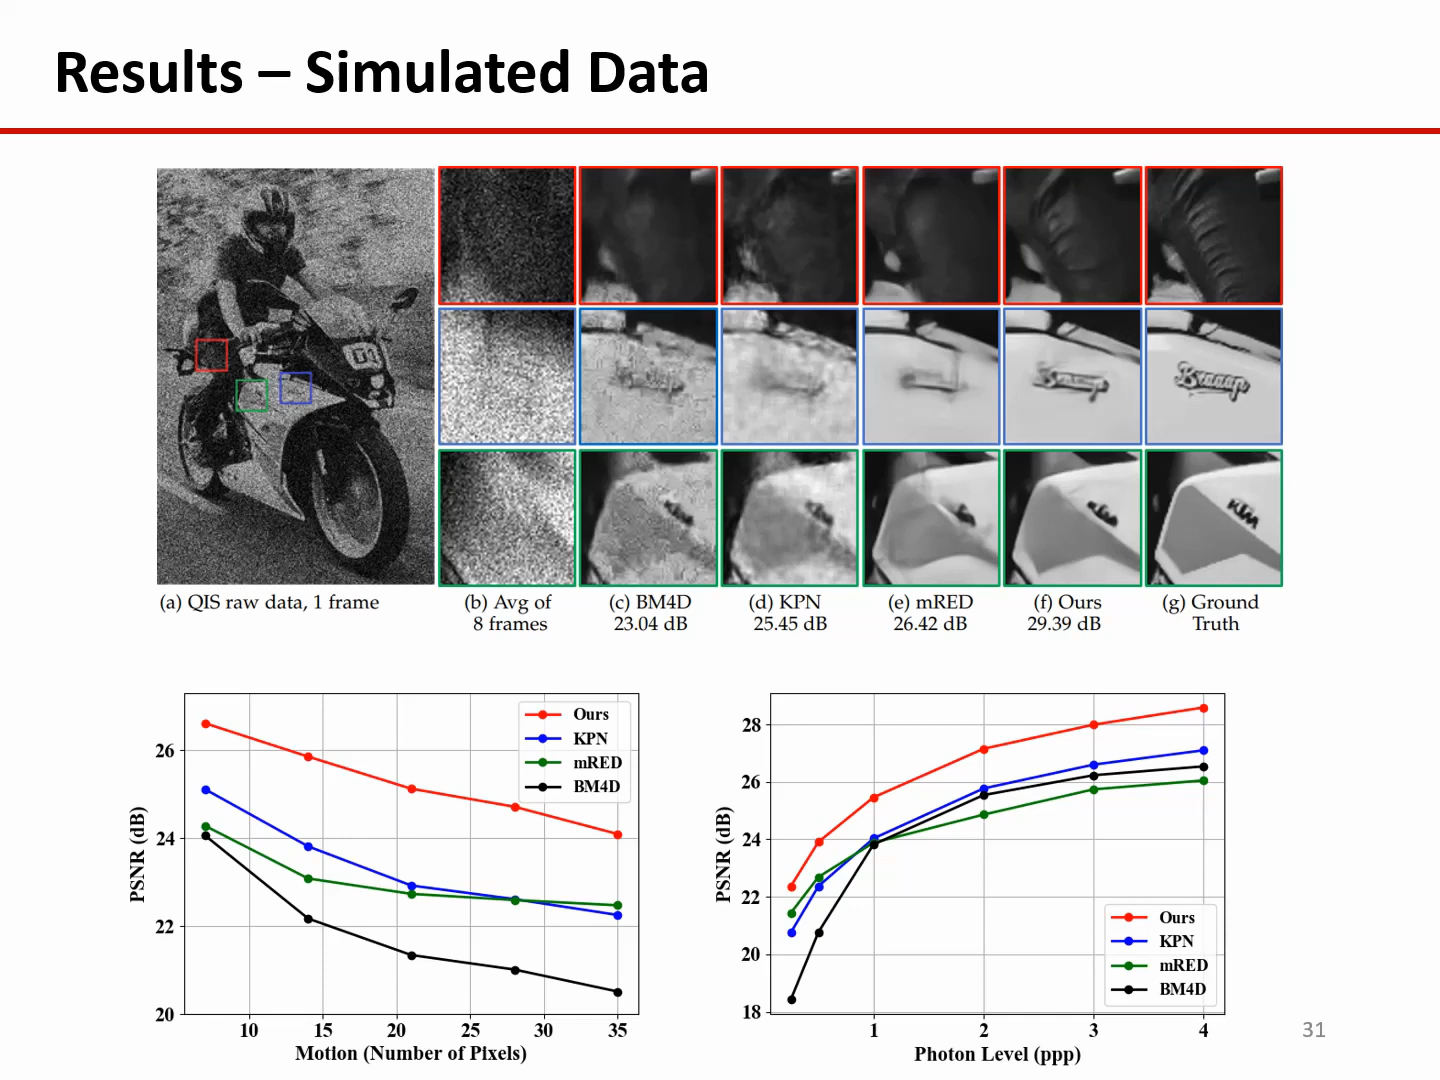 Results – Simulated Data
Braaap
KTM
(a) QIS raw data, 1 frame
(b) Avg of
8 frames
(c) BM4D
23.04 dB
(d) KPN
25.45 dB
(e) mRED
26.42 dB
(f) Ours
29.39 dB
(g) Ground
Truth
PSNR (dB)
26
24
22
20
10
15
20
25
30
35
Motion (Number of Pixels)
Ours
KPN
mRED
BM4D
PSNR (dB)
28
26
24
22
20
18
1
2
3
4
Photon Level (ppp)
Ours
KPN
mRED
BM4D
31